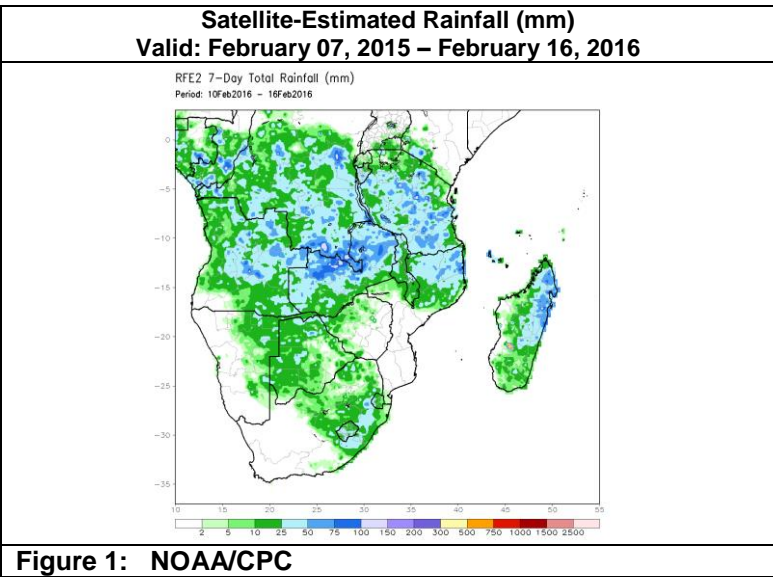 Satellite-Estimated Rainfall (mm)
Valid: February 07, 2015 – February 16, 2016
RFE2 7-Day Total Rainfall (mm)
Period: 10Feb2016 - 16Feb2016
0
-5
-10
-15
-20
-25
-30
-35
10 15 20 25 30 35 40 45 50 55
2 5 10 25 50 75 100 150 200 300 500 750 1000 1500 2500
Figure 1: NOAA/CPC